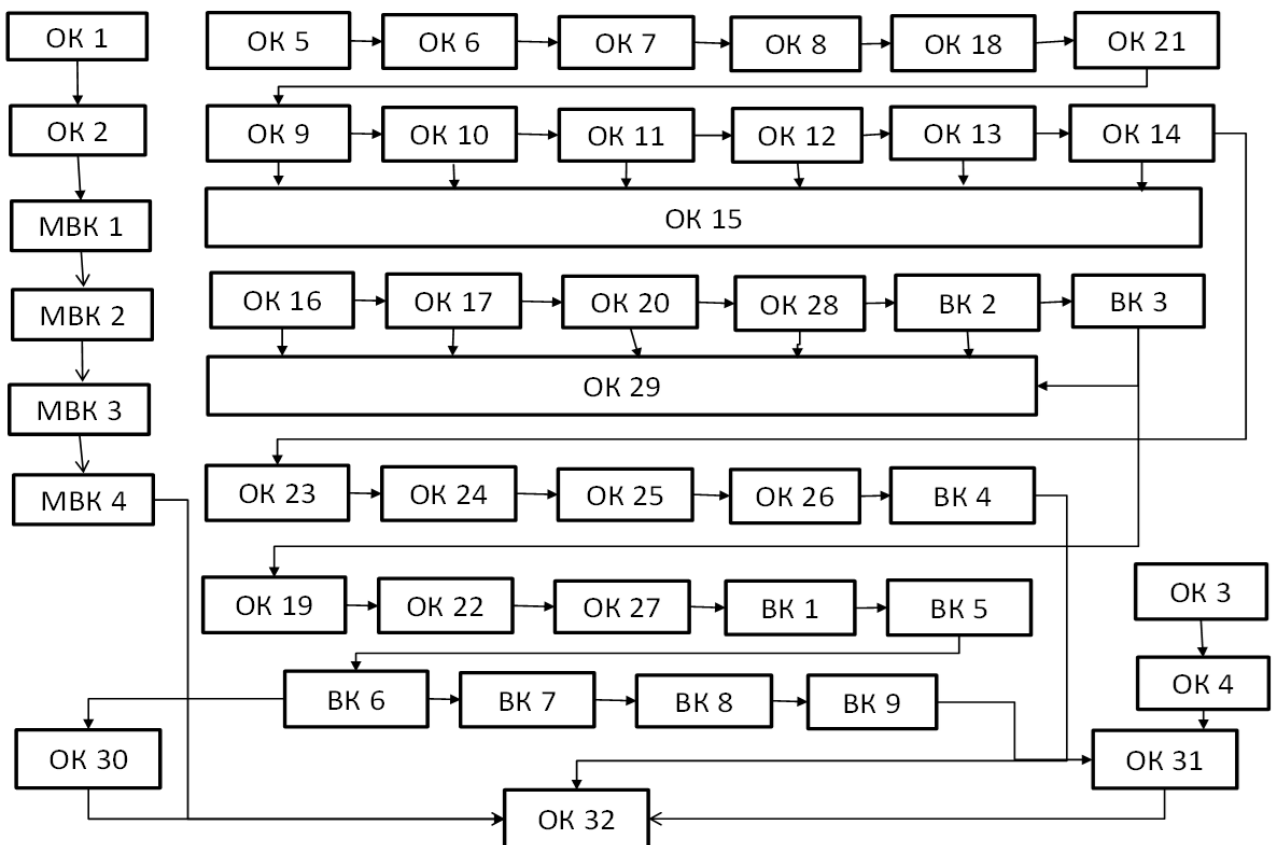 ОК 1
ОК 5
ОК 6
ОК 7
ОК 8
ОК 18
ОК 21
ОК 2
ОК 9
ОК 10
ОК 11
ОК 12
ОК 13
ОК 14
МВК 1
ОК 15
МВК 2
ОК 16
ОК 17
ОК 20
ОК 28
ВК 2
ВК 3
МВК 3
ОК 29
МВК 4
ОК 23
ОК 24
ОК 25
ОК 26
ВК 4
ОК 19
ОК 22
ОК 27
ВК 1
ВК 5
ОК 3
ВК 6
ВК 7
ВК 8
ВК 9
ОК 4
ОК 30
ОК 31
ОК 32